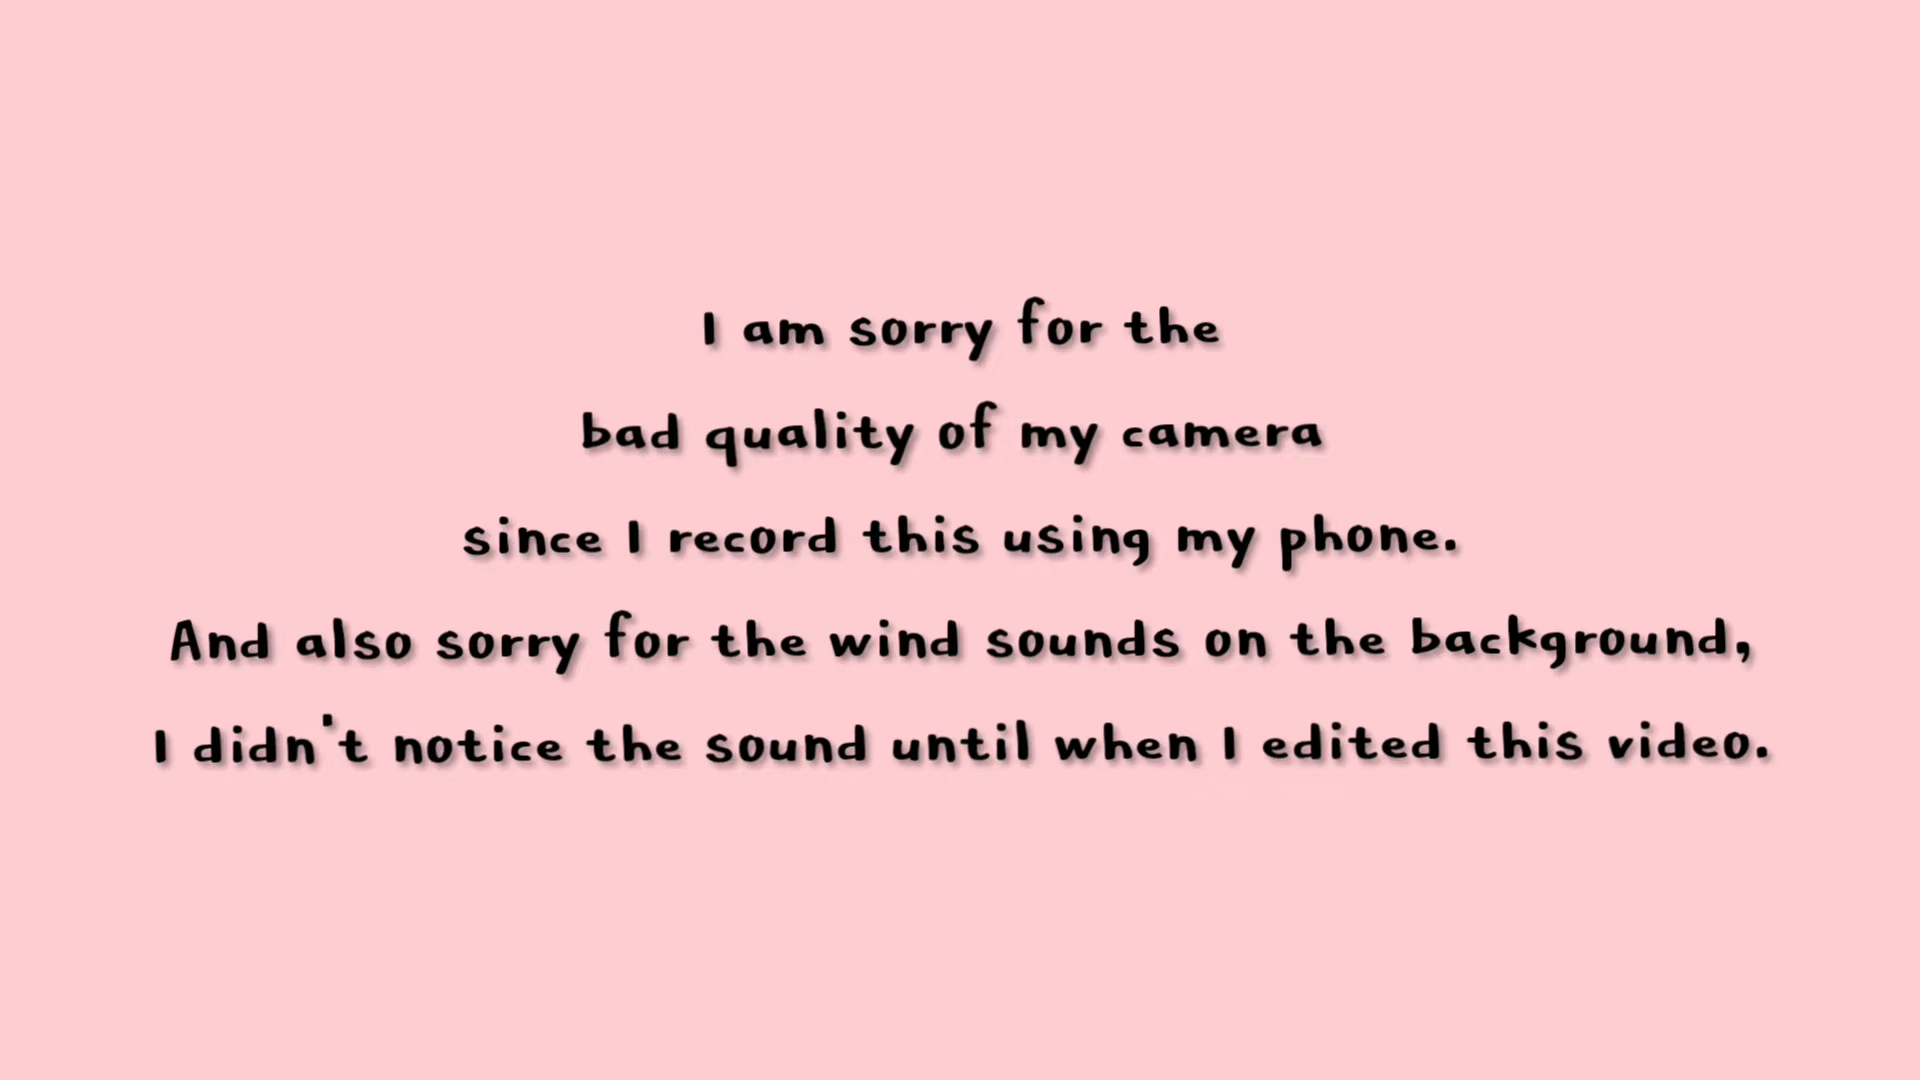 I am sorry for the
bad quality of my camera
since I record this using my phone.
And also sorry for the wind sounds on the background,
I didn't notice the sound until when I edited this video.